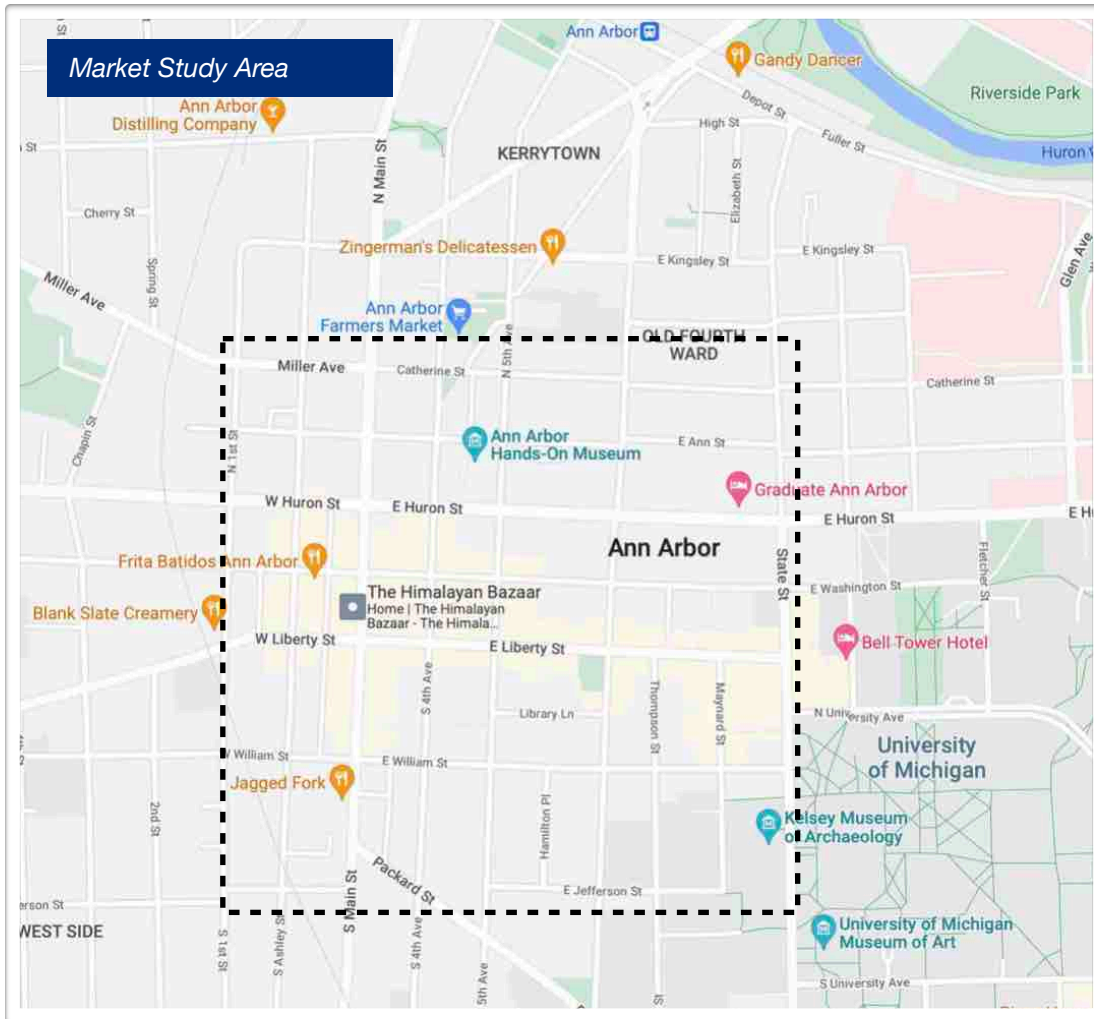 Market Study Area
Ann Arbor
Gandy Dancer
Riverside Park
Ann Arbor
Distilling Company
Depot St
High St
Fuller St
St
N Main St
KERRYTOWN
Huron
Elizabeth St
Cherry St
Zingerman's Delicatessen
E Kingsley St
E Kingsley St
Glen Ave
Spring St
Miller Ave
Ann Arbor
Farmers Market
N 5th Ave
OLD FOURTH
WARD
Miller Ave
Catherine St
Catherine St
Chapin St
N 1st St
Ann Arbor
Hands-On Museum
E Ann St
Graduate Ann Arbor
W Huron St
E Huron St
E Huron St
E H
Ann Arbor
State St
Fletcher St
Frita Batidos Ann Arbor
E Washington St
The Himalayan Bazaar
Home | The Himalayan
Bazaar - The Himala...
Blank Slate Creamery
W Liberty St
E Liberty St
Bell Tower Hotel
S 4th Ave
Thompson St
Maynard St
Library Ln
N University Ave
University
of Michigan
W William St
E William St
Jagged Fork
2nd St
Hamilton Pl
Kelsey Museum
of Archaeology
Packard St
E Jefferson St
erson St
S Main St
WEST SIDE
S 1st St
S Ashley St
S 4th Ave
5th Ave
St
University of Michigan
Museum of Art
S University Ave